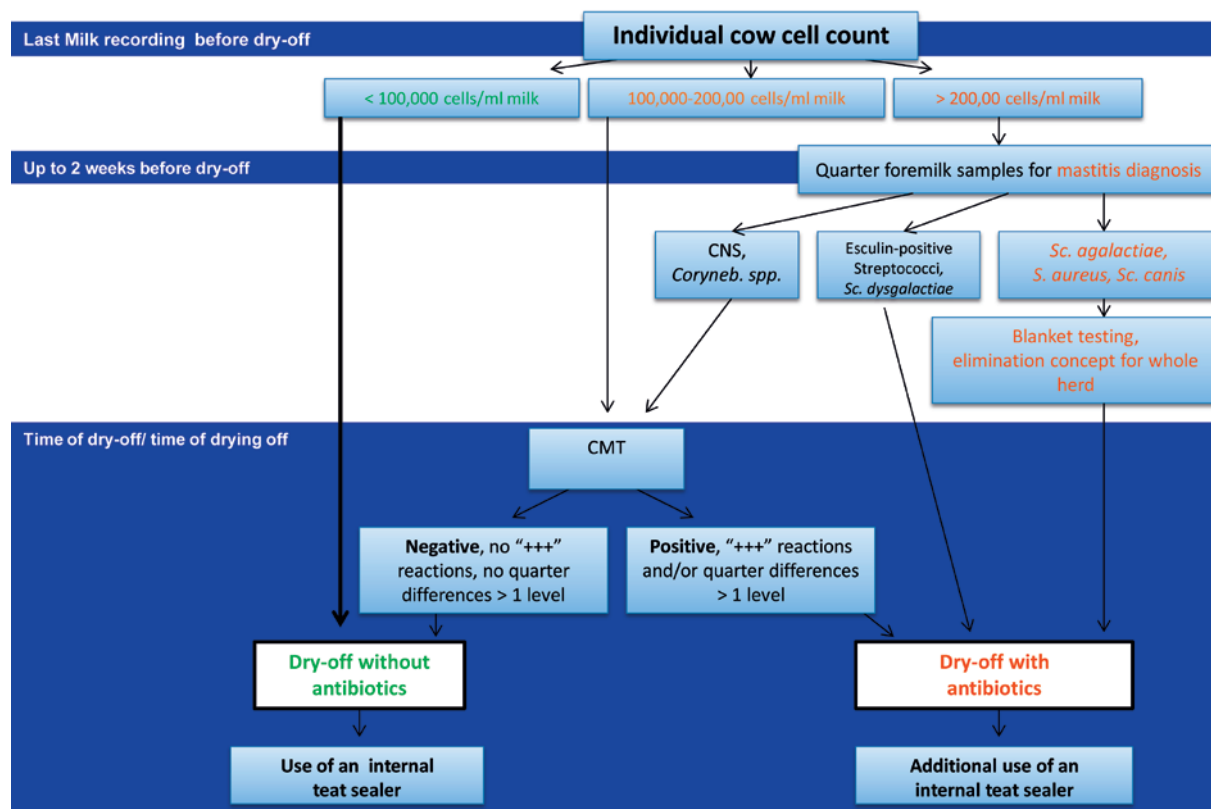 Last Milk recording before dry-off
Individual cow cell count
< 100,000 cells/ml milk
100,000-200,00 cells/ml milk
> 200,00 cells/ml milk
Up to 2 weeks before dry-off
Quarter foremilk samples for mastitis diagnosis
CNS,
Coryneb. spp.
Esculin-positive
Streptococci,
Sc. dysgalactiae
Sc. agalactiae,
S. aureus, Sc. canis
Blanket testing,
elimination concept for whole
herd
Time of dry-off/ time of drying off
CMT
Negative, no “+++”
reactions, no quarter
differences > 1 level
Positive, “+++” reactions
and/or quarter differences
> 1 level
Dry-off without
antibiotics
Dry-off with
antibiotics
Use of an internal
teat sealer
Additional use of an
internal teat sealer